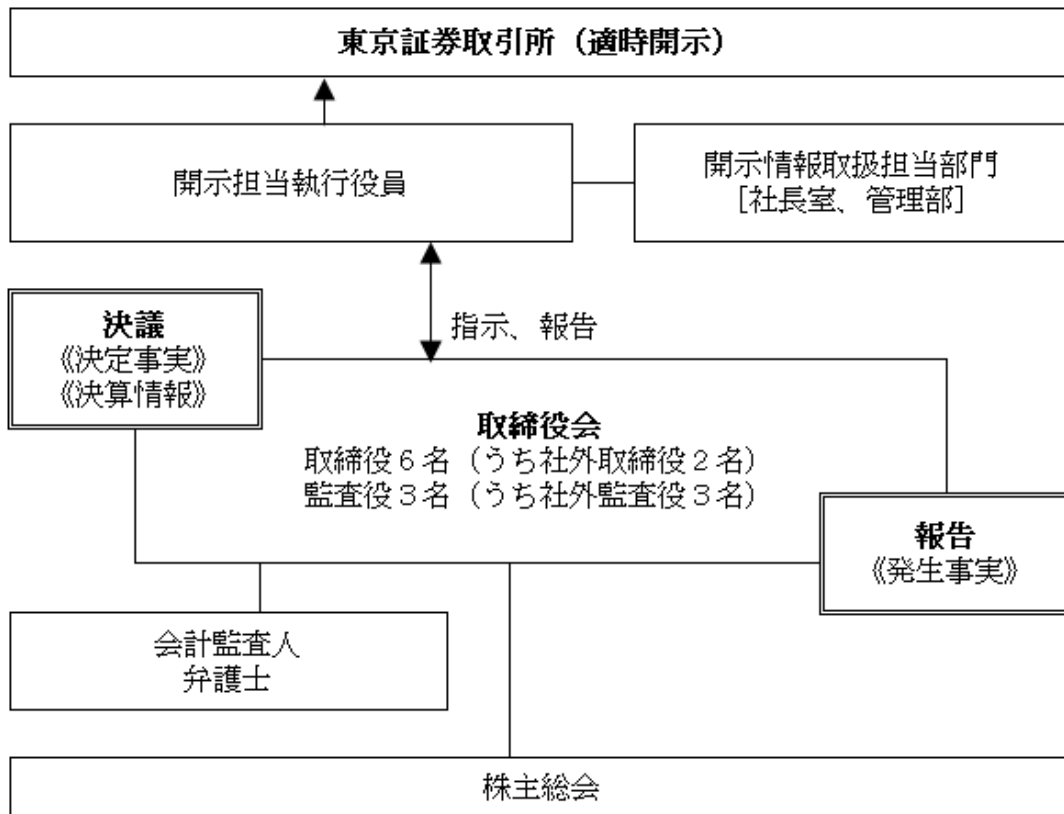 東京証券取引所（適時開示）
開示担当執行役員
開示情報取扱担当部門
［社長室、管理部］
指示、報告
決議
《決定事実》
《決算情報》
取締役会
取締役６名（うち社外取締役２名）
監査役３名（うち社外監査役３名）
報告
《発生事実》
会計監査人
弁護士
株主総会